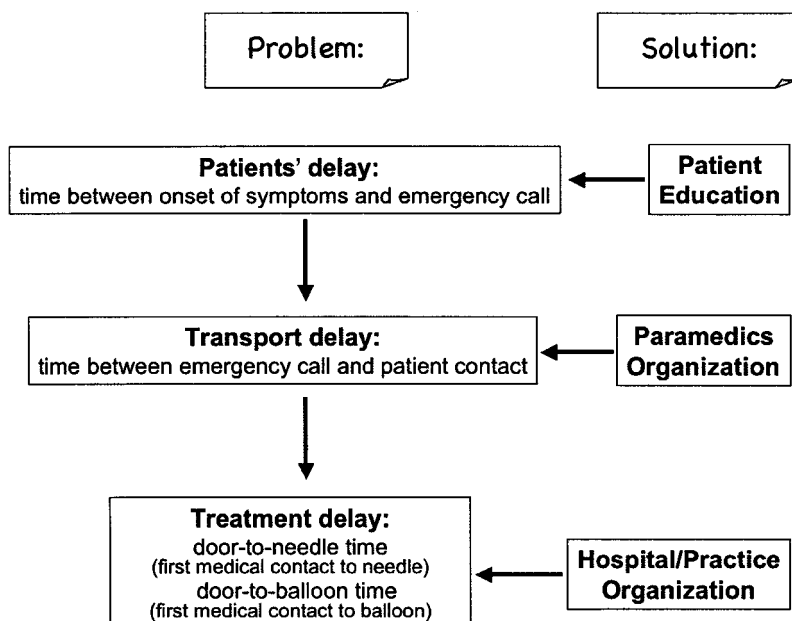 Problem:
Solution:
Patients' delay:
time between onset of symptoms and emergency call
Patient
Education
Transport delay:
time between emergency call and patient contact
Paramedics
Organization
Treatment delay:
door-to-needle time
(first medical contact to needle)
door-to-balloon time
(first medical contact to balloon)
Hospital/Practice
Organization